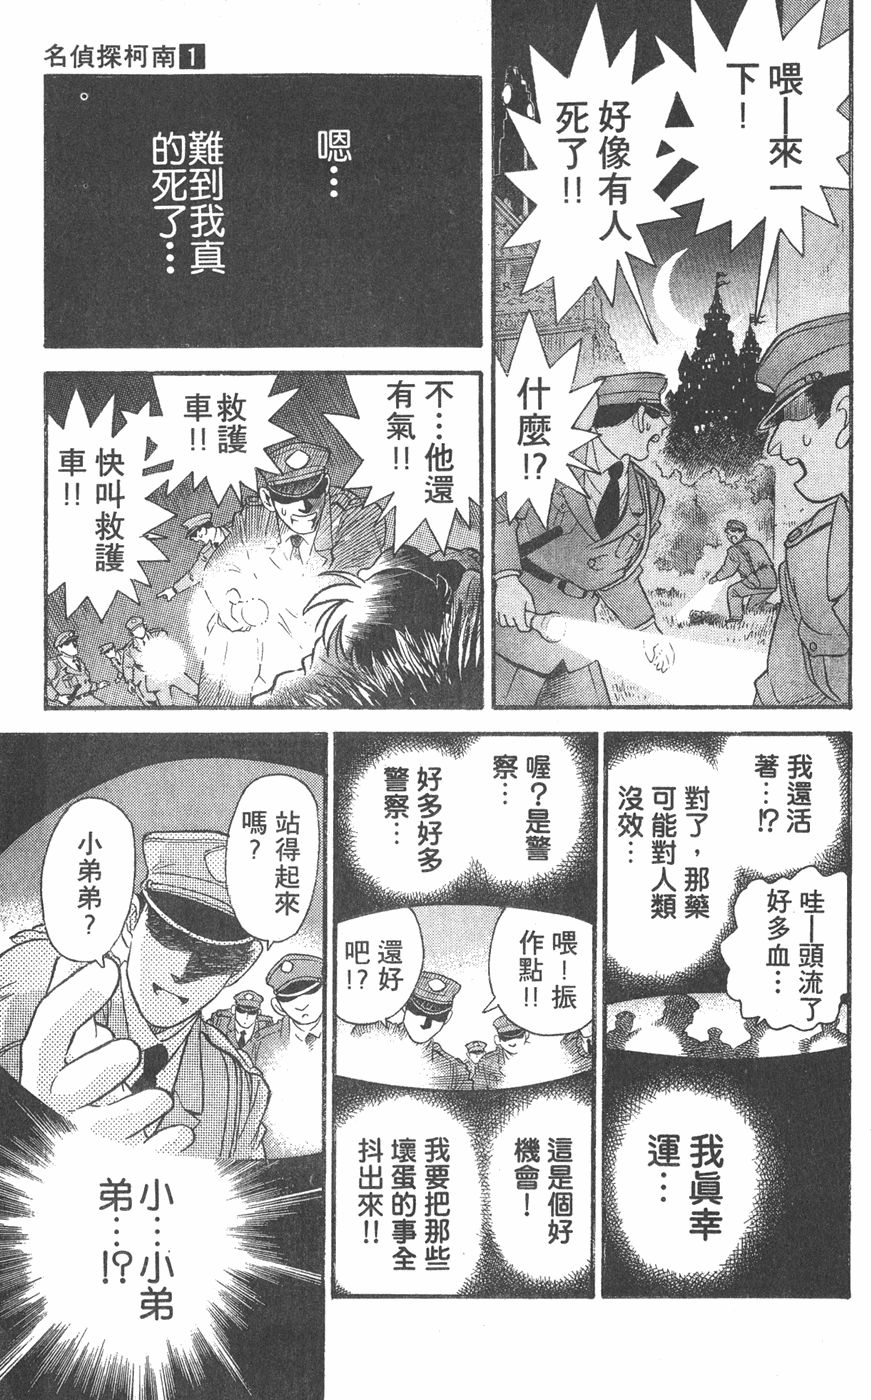 名偵探柯南1
喂—來一
下!
好像有人
死了!!
什麼!?
嗯…
難到我真
的死了…
。
不…他還
有氣!!
救護
車!!
快叫救護
車!!
我還活
著…!?
對了，那藥
可能對人類
沒效…
哇—頭流了
好多血…
我真幸
運…
喔?是警
察…
好多好多
警察…
喂!振
作點!!
還好
吧!?
這是個好
機會!
我要把那些
壞蛋的事全
抖出來!!
站得起來
嗎?
小弟弟?
小…小弟
弟…!?